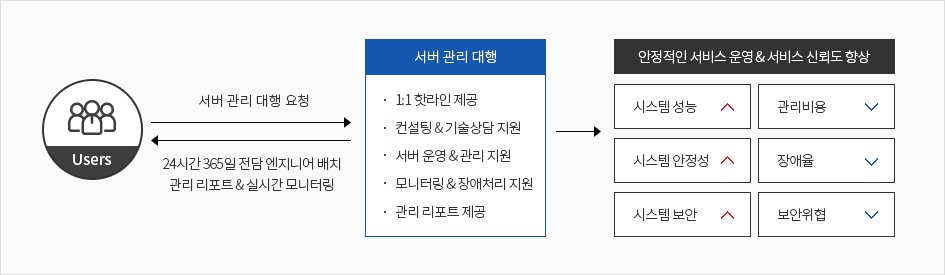 Users
서버 관리 대행 요청
24시간 365일 전담 엔지니어 배치
관리 리포트 & 실시간 모니터링
서버 관리 대행
· 1:1 핫라인 제공
· 컨설팅 & 기술상담 지원
· 서버 운영 & 관리 지원
· 모니터링 & 장애처리 지원
· 관리 리포트 제공
안정적인 서비스 운영 & 서비스 신뢰도 향상
시스템 성능
관리비용
시스템 안정성
장애율
시스템 보안
보안위협